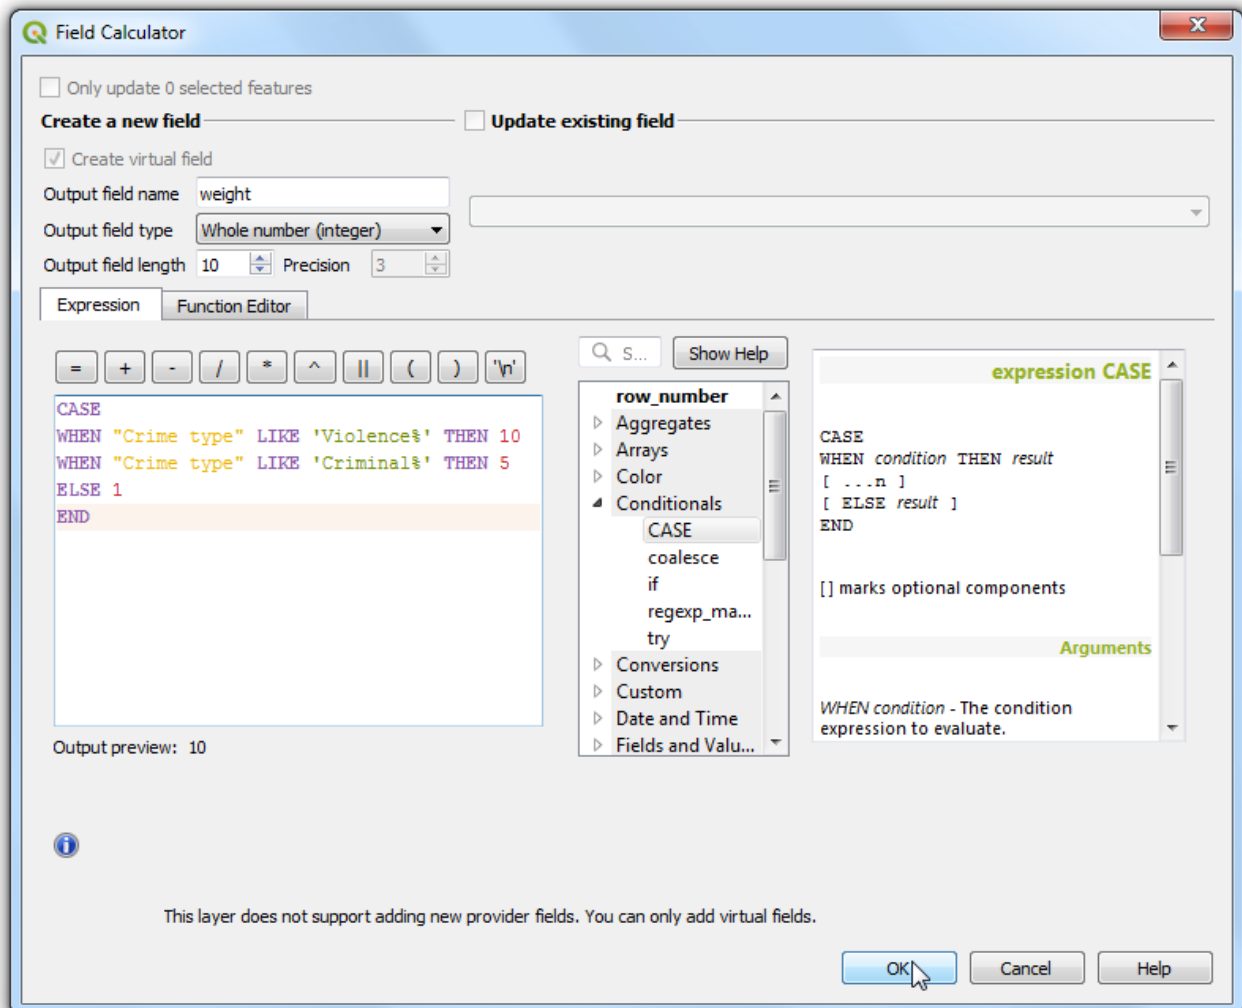 Field Calculator
Only update 0 selected features
Create a new field
Update existing field
Create virtual field
Output field name weight
Output field type Whole number (integer)
Output field length 10 Precision 3
Expression Function Editor
= + - / * ^ || ( ) '\n'
S... Show Help
CASE
WHEN "Crime type" LIKE 'Violence%' THEN 10
WHEN "Crime type" LIKE 'Criminal%' THEN 5
ELSE 1
END
Output preview: 10
row_number
Aggregates
Arrays
Color
Conditionals
CASE
coalesce
if
regexp_ma...
try
Conversions
Custom
Date and Time
Fields and Valu...
expression CASE
CASE
WHEN condition THEN result
[ ...n ]
[ ELSE result ]
END
[] marks optional components
Arguments
WHEN condition - The condition
expression to evaluate.
This layer does not support adding new provider fields. You can only add virtual fields.
OK Cancel Help